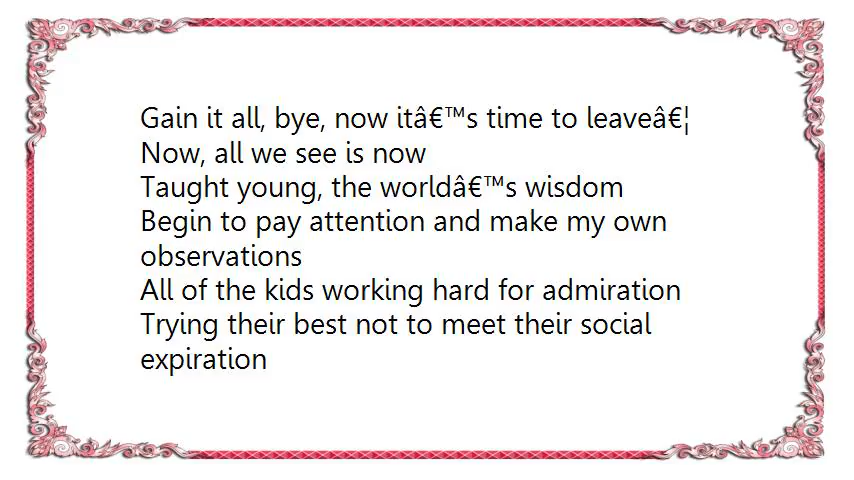 Gain it all, bye, now itâ€™s time to leaveâ€¦
Now, all we see is now
Taught young, the worldâ€™s wisdom
Begin to pay attention and make my own
observations
All of the kids working hard for admiration
Trying their best not to meet their social
expiration